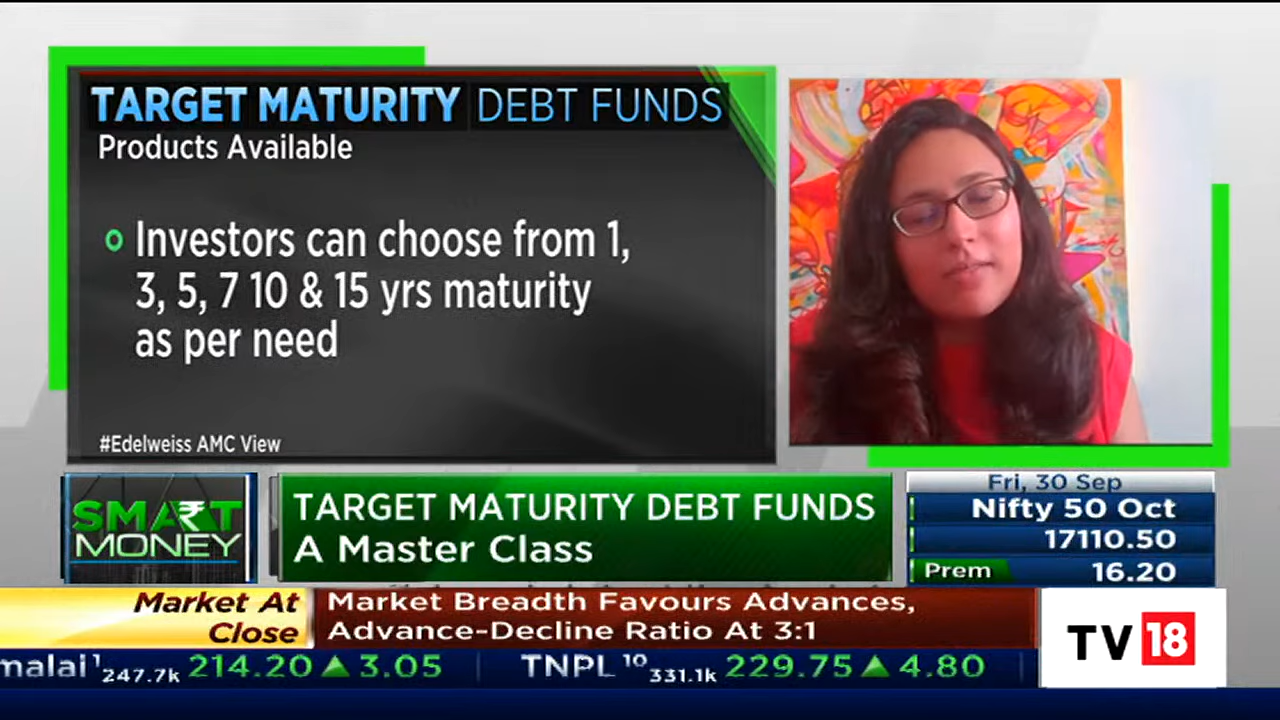 TARGET MATURITY DEBT FUNDS
Products Available
Investors can choose from 1,
3, 5, 7 10 & 15 yrs maturity
as per need
#Edelweiss AMC View
SMA₹T
MONEY
TARGET MATURITY DEBT FUNDS
A Master Class
Fri, 30 Sep
Nifty 50 Oct
17110.50
Prem 16.20
Market At
Close
Market Breadth Favours Advances,
Advance-Decline Ratio At 3:1
TV18
malai¹ 247.7k 214.20 ▲ 3.05 TNPL ¹⁰ 331.1k 229.75 ▲ 4.80